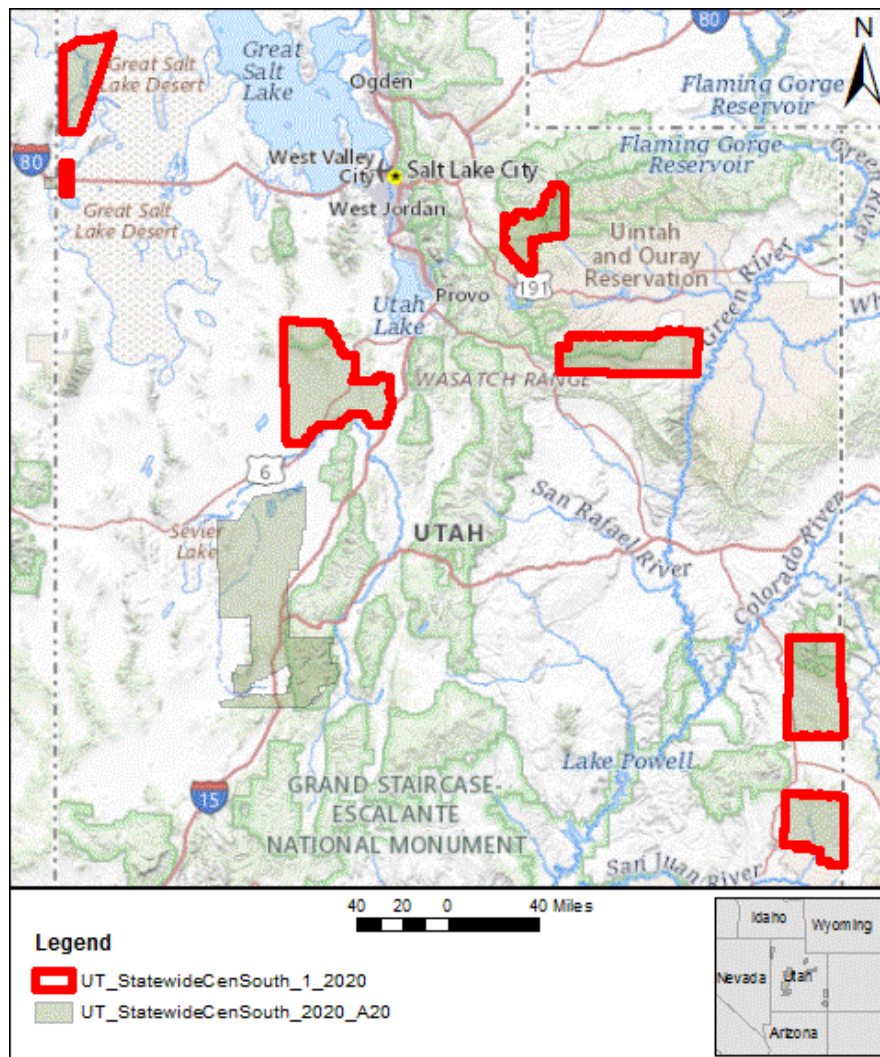 80
N
Great Salt
Lake Desert
Great
Salt
Lake
Ogden
Flaming Gorge
Reservoir
80
West Valley
City
Salt Lake City
Flaming Gorge
Reservoir
Green River
Great Salt
Lake Desert
West Jordan
Uintah
and Ouray
Reservation
191
Utah
Lake
Provo
Green River
Wh
WASATCH RANGE
6
San Rafael
River
Sevier
Lake
UTAH
Colorado River
Lake Powell
15
GRAND STAIRCASE-
ESCALANTE
NATIONAL MONUMENT
San Juan River
40 20 0 40 Miles
Legend
UT_StatewideCenSouth_1_2020
UT_StatewideCenSouth_2020_A20
Idaho
Wyoming
Nevada
Utah
Arizona